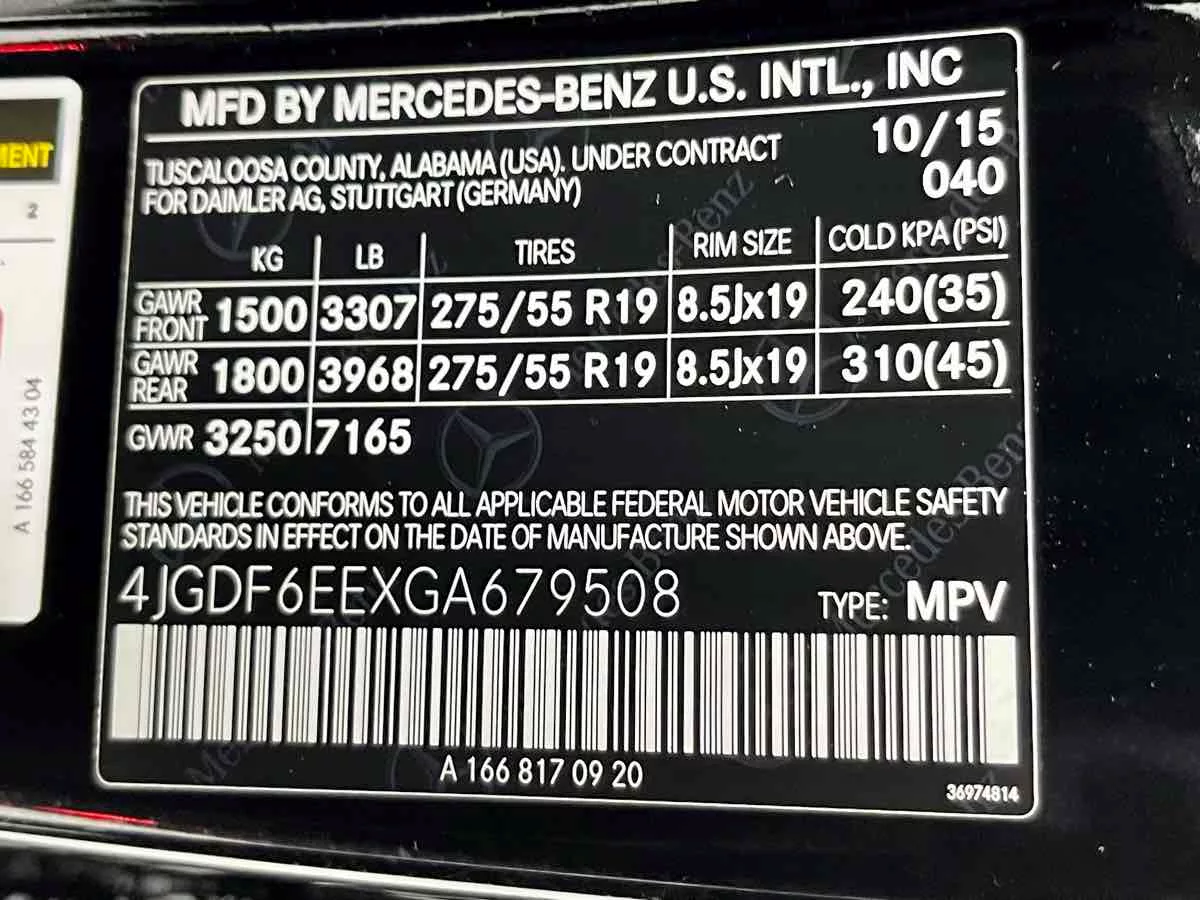 MFD BY MERCEDES-BENZ U.S. INTL., INC
TUSCALOOSA COUNTY, ALABAMA (USA). UNDER CONTRACT
FOR DAIMLER AG, STUTTGART (GERMANY)
10/15
040
KG LB TIRES RIM SIZE COLD KPA (PSI)
GAWR FRONT 1500 3307 275/55 R19 8.5Jx19 240(35)
GAWR REAR 1800 3968 275/55 R19 8.5Jx19 310(45)
GVWR 3250 7165
THIS VEHICLE CONFORMS TO ALL APPLICABLE FEDERAL MOTOR VEHICLE SAFETY
STANDARDS IN EFFECT ON THE DATE OF MANUFACTURE SHOWN ABOVE.
4JGDF6EEXGA679508 TYPE: MPV
A 166 817 09 20
36974814
2
A 166 584 43 04
Mercedes-Benz